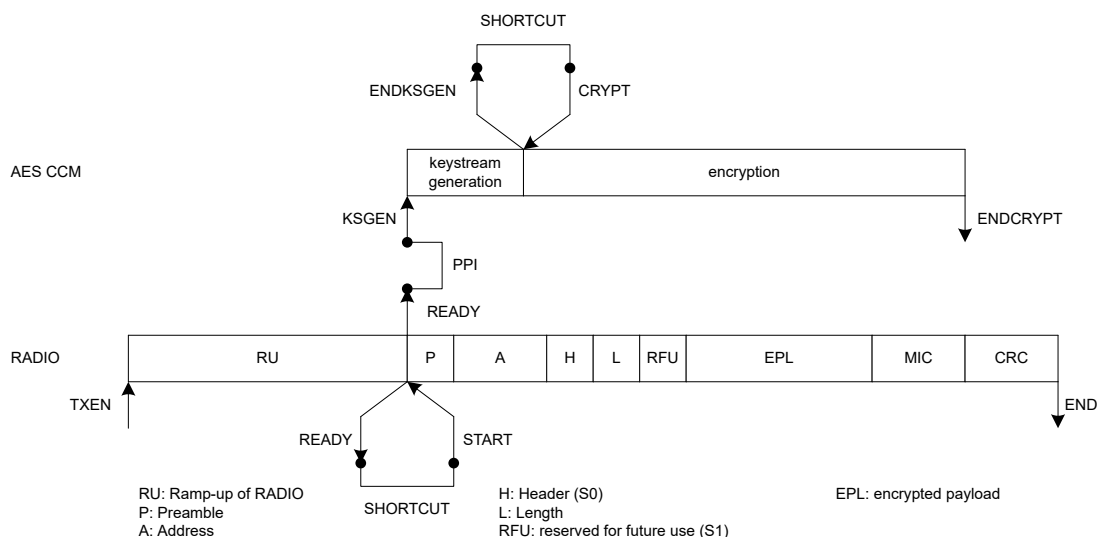 SHORTCUT
ENDKSGEN
CRYPT
AES CCM
keystream
generation
encryption
KSGEN
ENDCRYPT
PPI
READY
RADIO
RU
P
A
H
L
RFU
EPL
MIC
CRC
TXEN
END
READY
START
SHORTCUT
RU: Ramp-up of RADIO
P: Preamble
A: Address
H: Header (S0)
L: Length
RFU: reserved for future use (S1)
EPL: encrypted payload